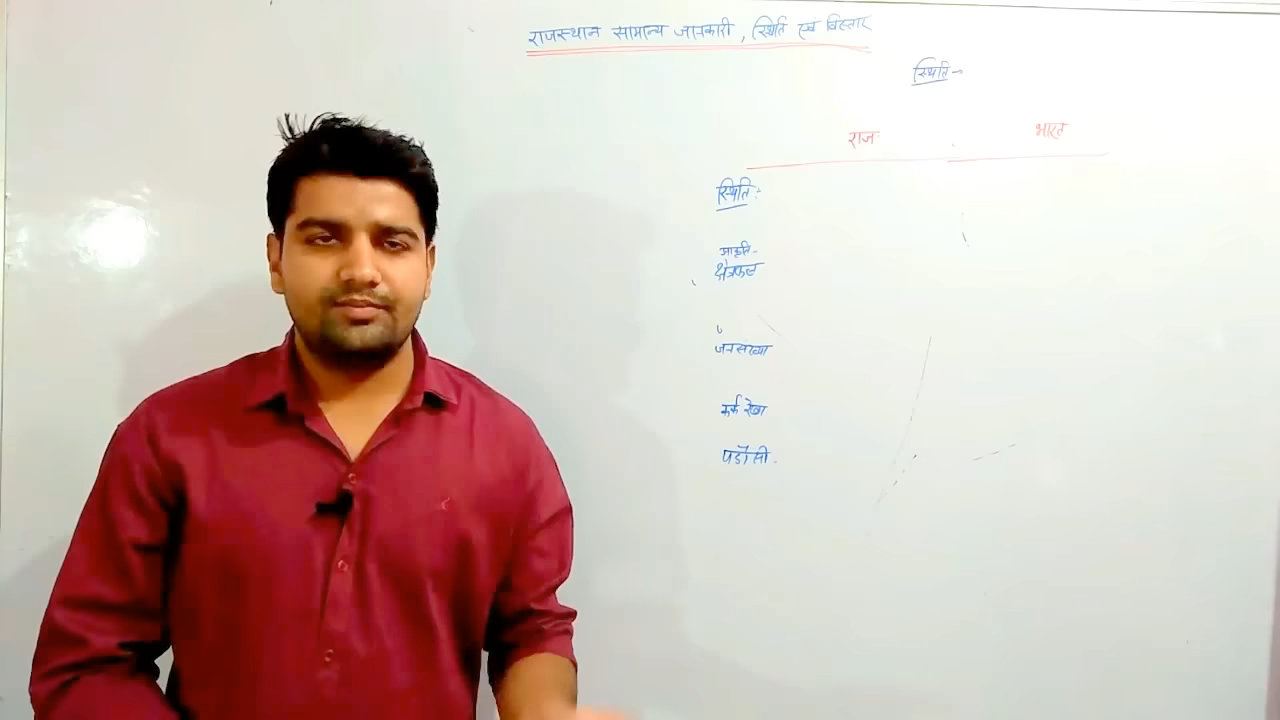 राजस्थान सामान्य जानकारी, स्थिति एवं विस्तार
स्थिति →
राज भारत
स्थिति :-
आकृति -
क्षेत्रफल
जनसंख्या
कर्क रेखा
पडौसी -